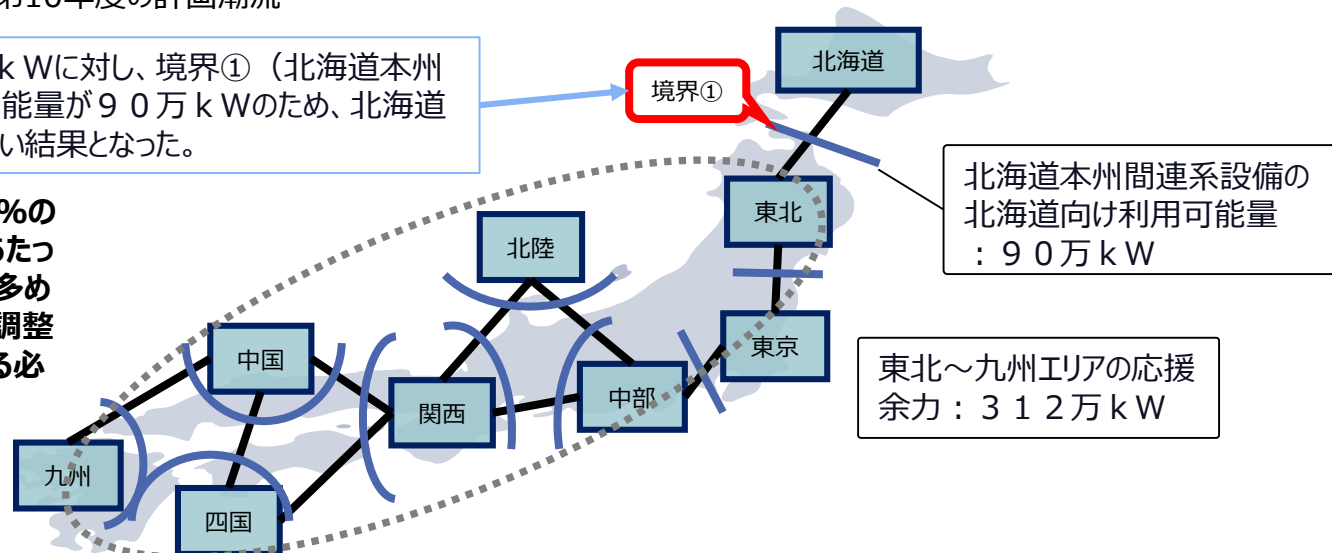 第10年度の計画潮流
ｋWに対し、境界①（北海道本州
能量が９０万ｋWのため、北海道
い結果となった。
境界①
北海道
北海道本州間連系設備の
北海道向け利用可能量
：９０万ｋW
%の
たっ
多め
調整
る必
東北
北陸
東京
中国
中部
関西
九州
四国
東北～九州エリアの応援
余力：３１２万ｋW